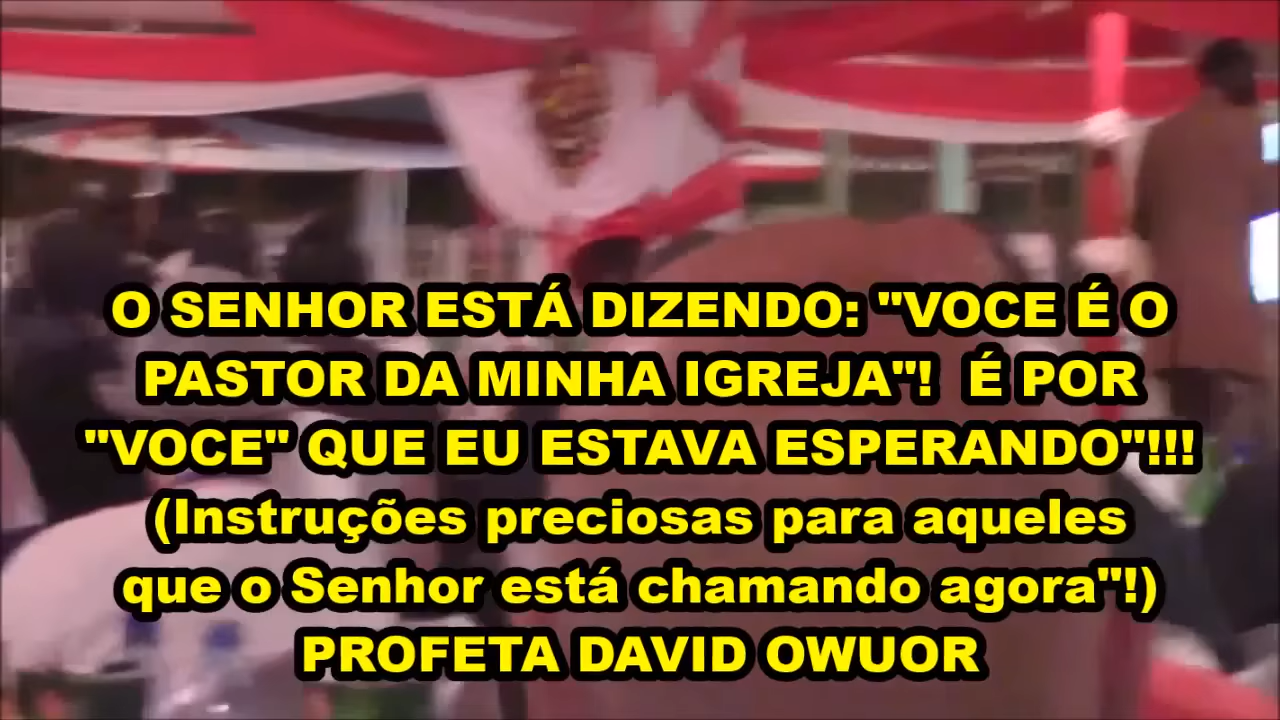 O SENHOR ESTÁ DIZENDO: "VOCE É O
PASTOR DA MINHA IGREJA"! É POR
"VOCE" QUE EU ESTAVA ESPERANDO"!!!
(Instruções preciosas para aqueles
que o Senhor está chamando agora"!)
PROFETA DAVID OWUOR